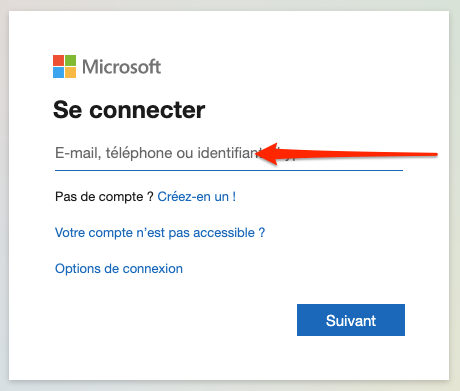 Microsoft
Se connecter
E-mail, téléphone ou identifiant
Pas de compte ? Créez-en un !
Votre compte n'est pas accessible ?
Options de connexion
Suivant